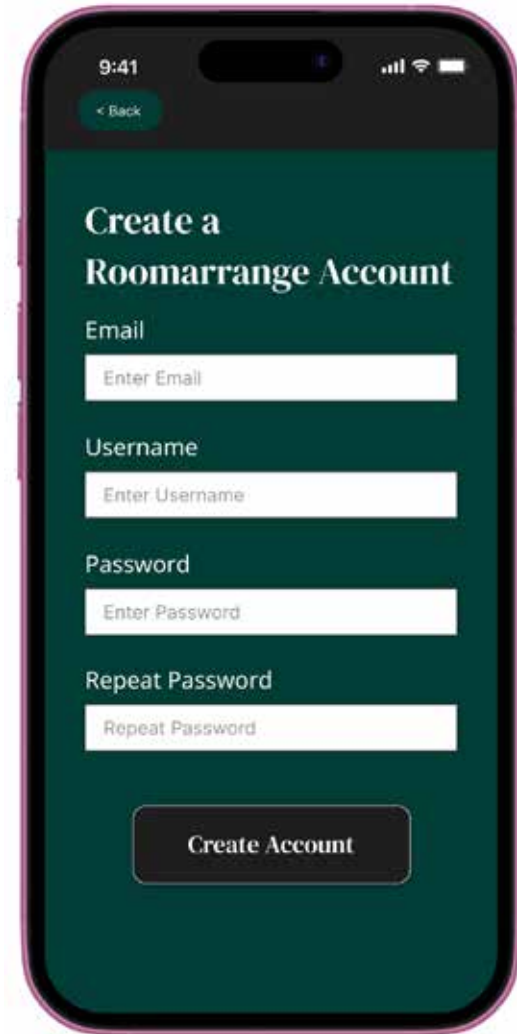 9:41
< Back
Create a
Roomarrange Account
Email
Enter Email
Username
Enter Username
Password
Enter Password
Repeat Password
Repeat Password
Create Account